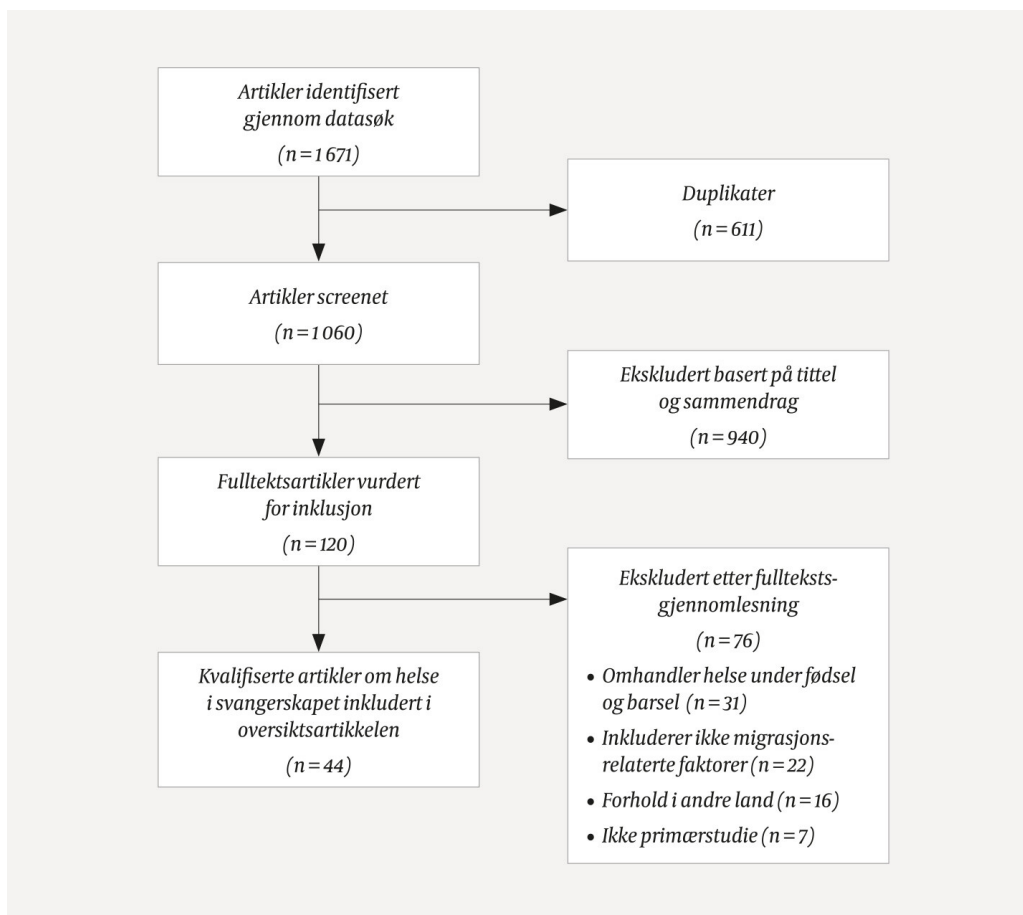 Artikler identifisert
gjennom datasøk
(n = 1 671)
Duplikater
(n = 611)
Artikler screenet
(n = 1 060)
Ekskludert basert på tittel
og sammendrag
(n = 940)
Fulltektsartikler vurdert
for inklusjon
(n = 120)
Ekskludert etter fulltekts-
gjennomlesning
(n = 76)
• Omhandler helse under fødsel
og barsel (n = 31)
• Inkluderer ikke migrasjons-
relaterte faktorer (n = 22)
• Forhold i andre land (n = 16)
• Ikke primærstudie (n = 7)
Kvalifiserte artikler om helse
i svangerskapet inkludert i
oversiktsartikkelen
(n = 44)